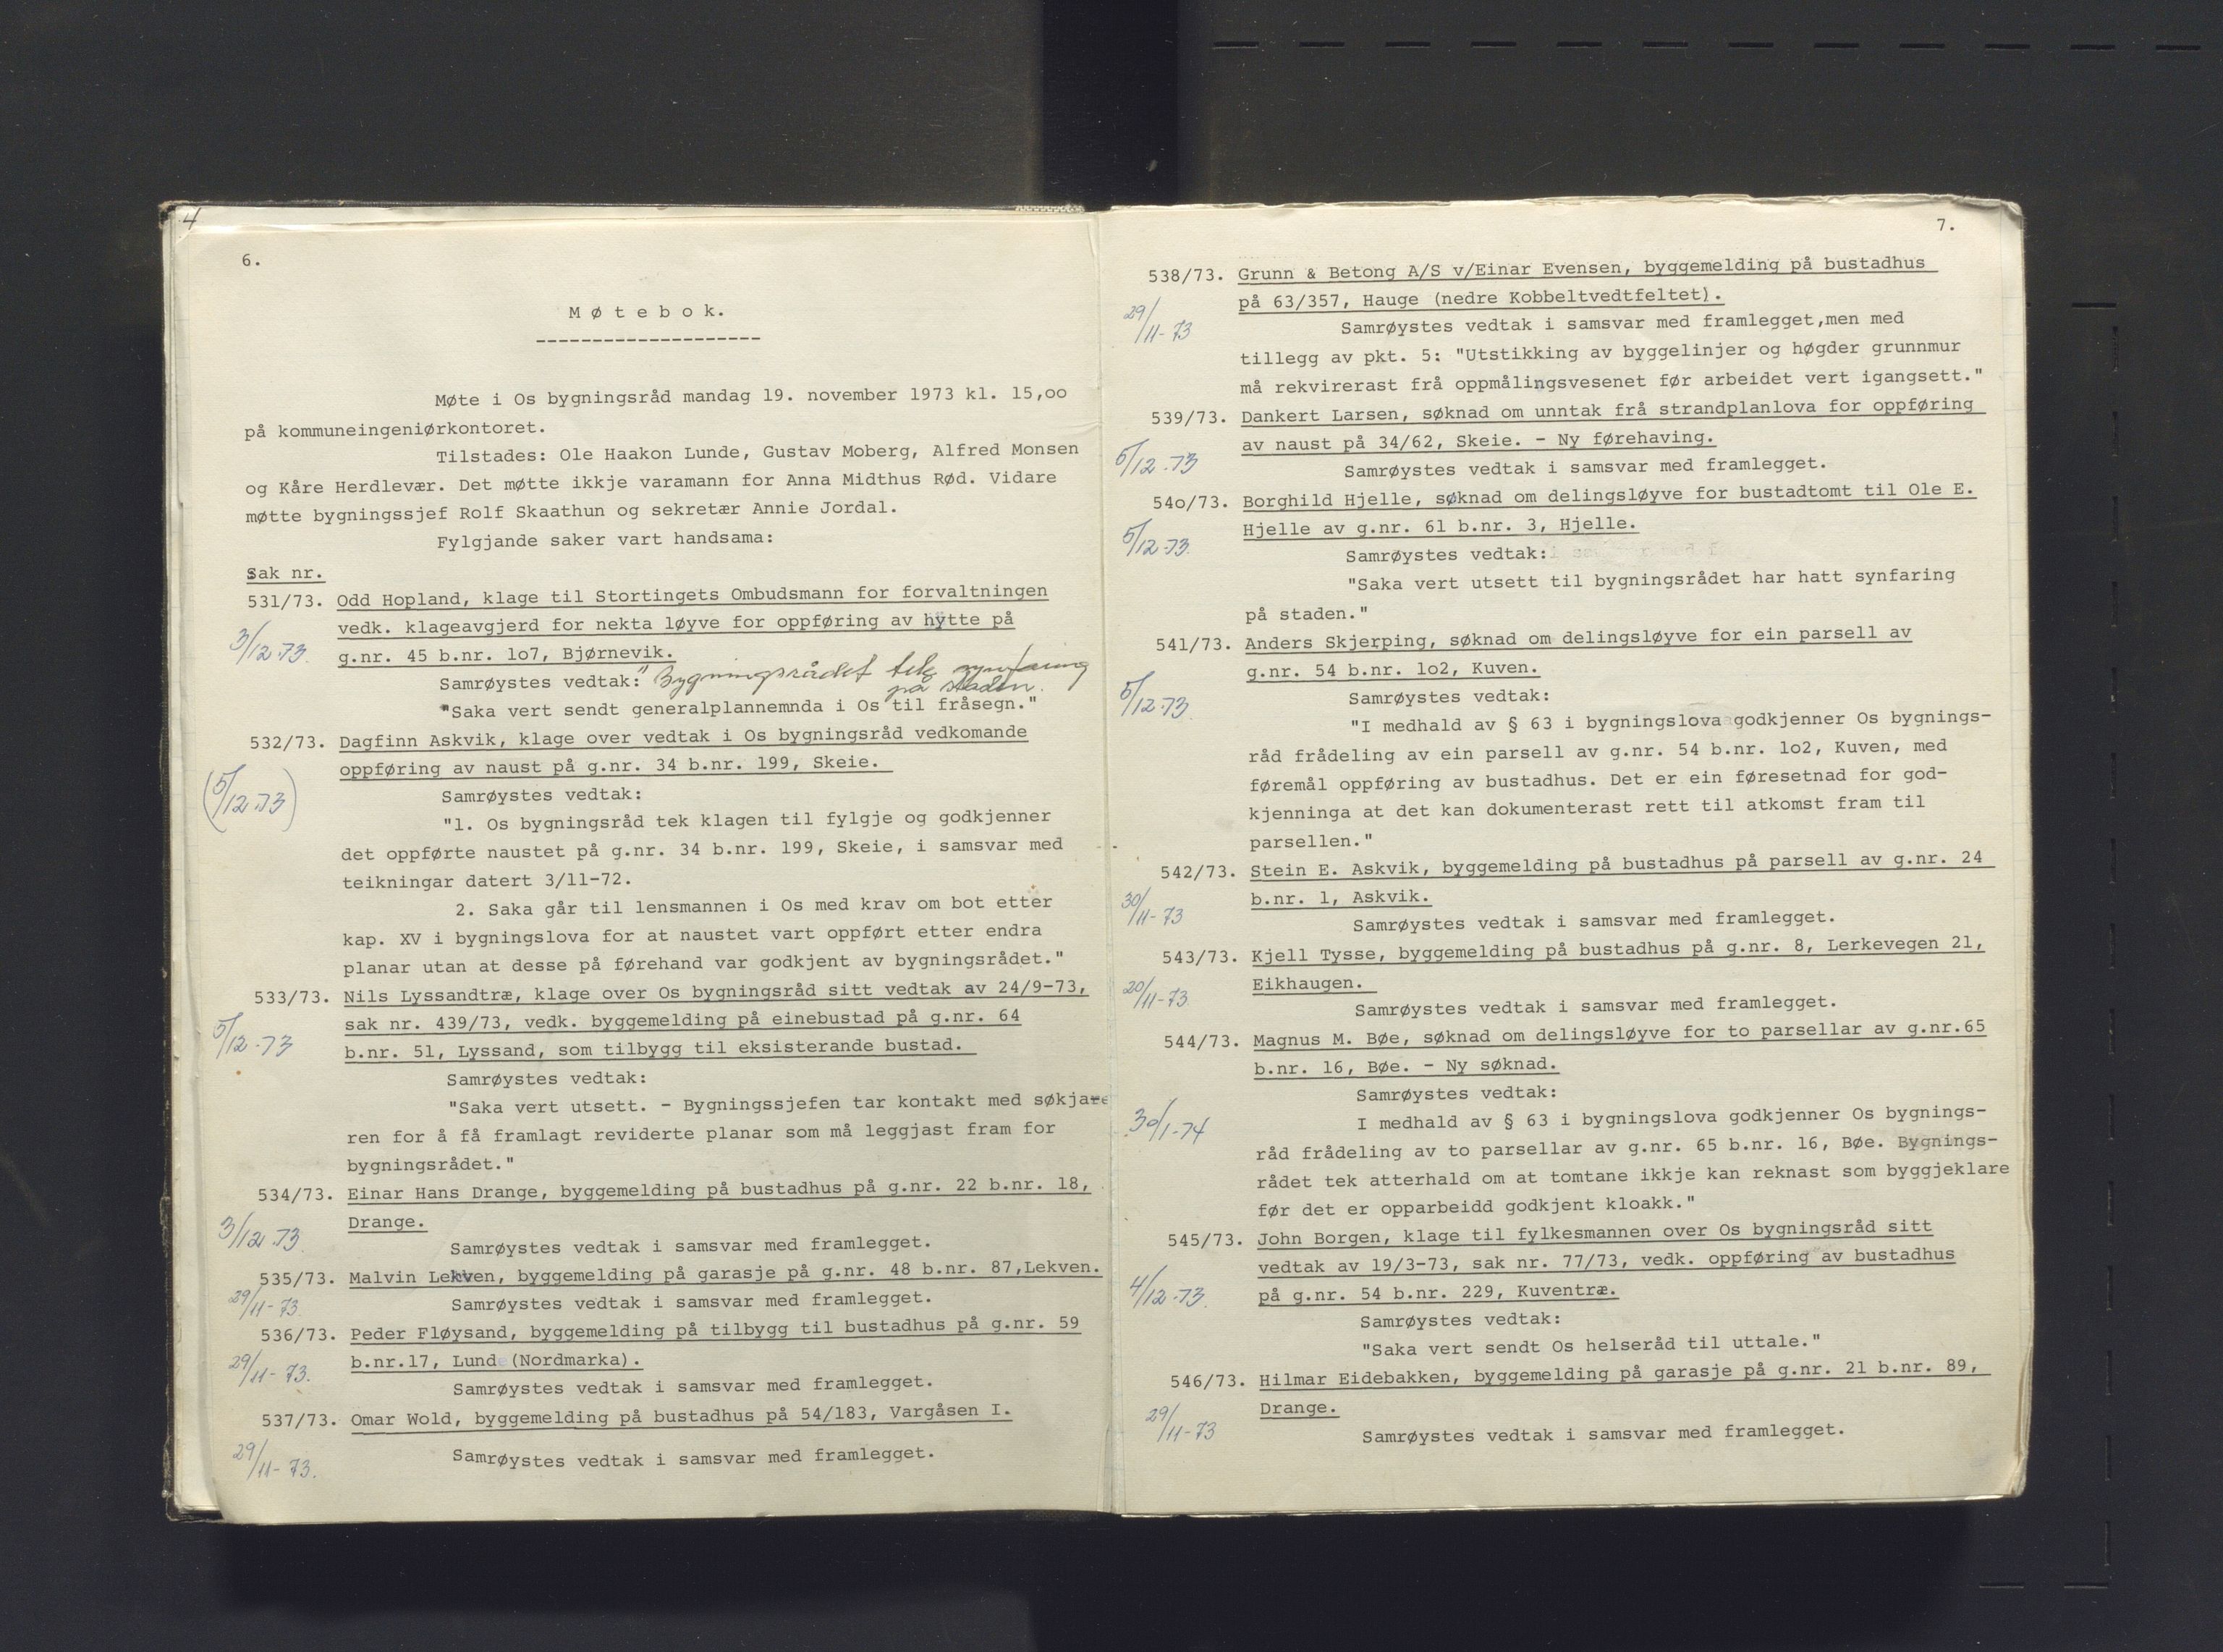 4
6.
M ø t e b o k.
--------------------
Møte i Os bygningsråd mandag 19. november 1973 kl. 15,oo
på kommuneingeniørkontoret.
Tilstades: Ole Haakon Lunde, Gustav Moberg, Alfred Monsen
og Kåre Herdlevær. Det møtte ikkje varamann for Anna Midthus Rød. Vidare
møtte bygningssjef Rolf Skaathun og sekretær Annie Jordal.
Fylgjande saker vart handsama:
Sak nr.
531/73. Odd Hopland, klage til Stortingets Ombudsmann for forvaltningen
vedk. klageavgjerd for nekta løyve for oppføring av hytte på
3/12.73. g.nr. 45 b.nr. 1o7, Bjørnevik.
Samrøystes vedtak: "Bygningsrådet tek synfaring
på staden.
"Saka vert sendt generalplannemnda i Os til fråsegn."
532/73. Dagfinn Askvik, klage over vedtak i Os bygningsråd vedkomande
oppføring av naust på g.nr. 34 b.nr. 199, Skeie.
(5/12.73) Samrøystes vedtak:
"1. Os bygningsråd tek klagen til fylgje og godkjenner
det oppførte naustet på g.nr. 34 b.nr. 199, Skeie, i samsvar med
teikningar datert 3/11-72.
2. Saka går til lensmannen i Os med krav om bot etter
kap. XV i bygningslova for at naustet vart oppført etter endra
planar utan at desse på førehand var godkjent av bygningsrådet."
533/73. Nils Lyssandtræ, klage over Os bygningsråd sitt vedtak av 24/9-73,
sak nr. 439/73, vedk. byggemelding på einebustad på g.nr. 64
5/12.73 b.nr. 51, Lyssand, som tilbygg til eksisterande bustad.
Samrøystes vedtak:
"Saka vert utsett. - Bygningssjefen tar kontakt med søkjare
ren for å få framlagt reviderte planar som må leggjast fram for
bygningsrådet."
534/73. Einar Hans Drange, byggemelding på bustadhus på g.nr. 22 b.nr. 18,
3/12.73 Drange.
Samrøystes vedtak i samsvar med framlegget.
535/73. Malvin Lekven, byggemelding på garasje på g.nr. 48 b.nr. 87,Lekven.
29/11-73 Samrøystes vedtak i samsvar med framlegget.
536/73. Peder Fløysand, byggemelding på tilbygg til bustadhus på g.nr. 59
29/11-73. b.nr.17, Lunde (Nordmarka).
Samrøystes vedtak i samsvar med framlegget.
537/73. Omar Wold, byggemelding på bustadhus på 54/183, Vargåsen I.
29/11-73. Samrøystes vedtak i samsvar med framlegget.
7.
538/73. Grunn & Betong A/S v/Einar Evensen, byggemelding på bustadhus
på 63/357, Hauge (nedre Kobbeltvedtfeltet).
29/11-73 Samrøystes vedtak i samsvar med framlegget,men med
tillegg av pkt. 5: "Utstikking av byggelinjer og høgder grunnmur
må rekvirerast frå oppmålingsvesenet før arbeidet vert igangsett."
539/73. Dankert Larsen, søknad om unntak frå strandplanlova for oppføring
av naust på 34/62, Skeie. - Ny førehaving.
5/12.73 Samrøystes vedtak i samsvar med framlegget.
54o/73. Borghild Hjelle, søknad om delingsløyve for bustadtomt til Ole E.
Hjelle av g.nr. 61 b.nr. 3, Hjelle.
5/12-73. Samrøystes vedtak:
"Saka vert utsett til bygningsrådet har hatt synfaring
på staden."
541/73. Anders Skjerping, søknad om delingsløyve for ein parsell av
g.nr. 54 b.nr. 1o2, Kuven.
5/12.73. Samrøystes vedtak:
"I medhald av § 63 i bygningslova godkjenner Os bygnings-
råd frådeling av ein parsell av g.nr. 54 b.nr. 1o2, Kuven, med
føremål oppføring av bustadhus. Det er ein føresetnad for god-
kjenninga at det kan dokumenterast rett til atkomst fram til
parsellen."
542/73. Stein E. Askvik, byggemelding på bustadhus på parsell av g.nr. 24
30/11-73 b.nr. 1, Askvik.
Samrøystes vedtak i samsvar med framlegget.
543/73. Kjell Tysse, byggemelding på bustadhus på g.nr. 8, Lerkevegen 21,
20/11-73. Eikhaugen.
Samrøystes vedtak i samsvar med framlegget.
544/73. Magnus M. Bøe, søknad om delingsløyve for to parsellar av g.nr.65
b.nr. 16, Bøe. - Ny søknad.
Samrøystes vedtak:
30/1-74 I medhald av § 63 i bygningslova godkjenner Os bygnings-
råd frådeling av to parsellar av g.nr. 65 b.nr. 16, Bøe. Bygnings-
rådet tek atterhald om at tomtane ikkje kan reknast som byggjeklare
før det er opparbeidd godkjent kloakk."
545/73. John Borgen, klage til fylkesmannen over Os bygningsråd sitt
vedtak av 19/3-73, sak nr. 77/73, vedk. oppføring av bustadhus
4/12-73. på g.nr. 54 b.nr. 229, Kuventræ.
Samrøystes vedtak:
"Saka vert sendt Os helseråd til uttale."
546/73. Hilmar Eidebakken, byggemelding på garasje på g.nr. 21 b.nr. 89,
29/11-73 Drange.
Samrøystes vedtak i samsvar med framlegget.